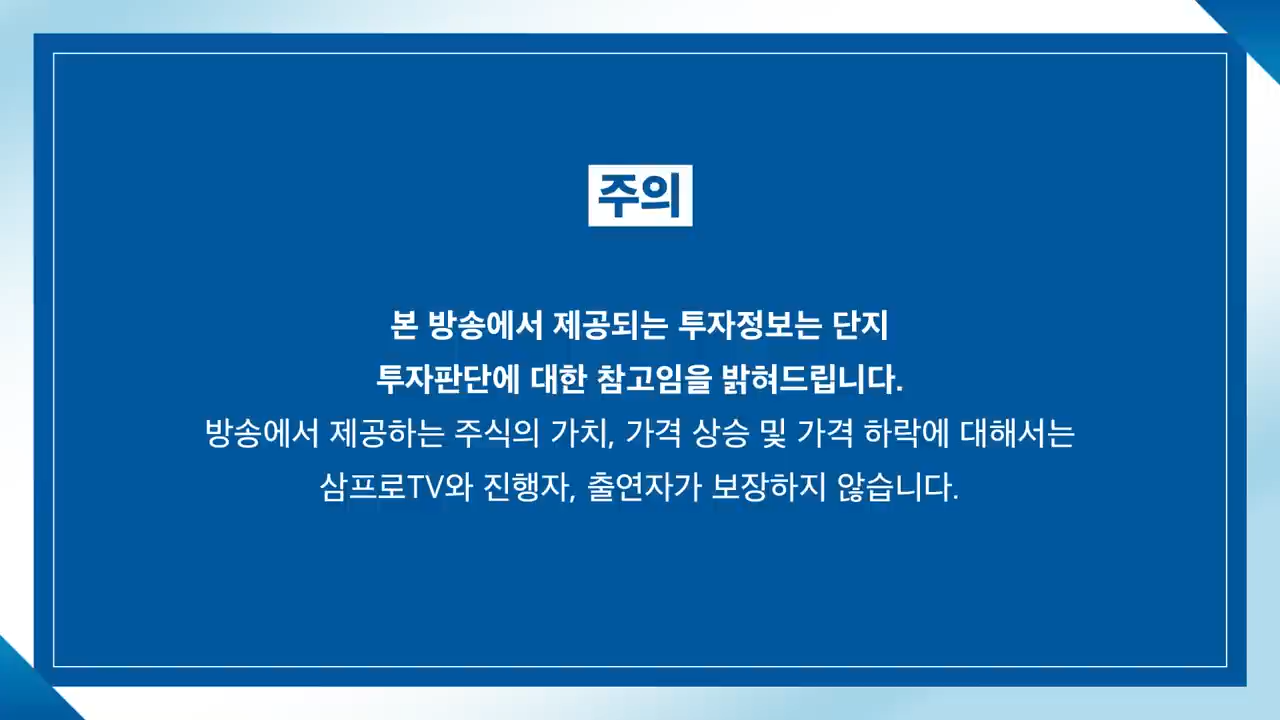 주의
본 방송에서 제공되는 투자정보는 단지
투자판단에 대한 참고임을 밝혀드립니다.
방송에서 제공하는 주식의 가치, 가격 상승 및 가격 하락에 대해서는
삼프로TV와 진행자, 출연자가 보장하지 않습니다.